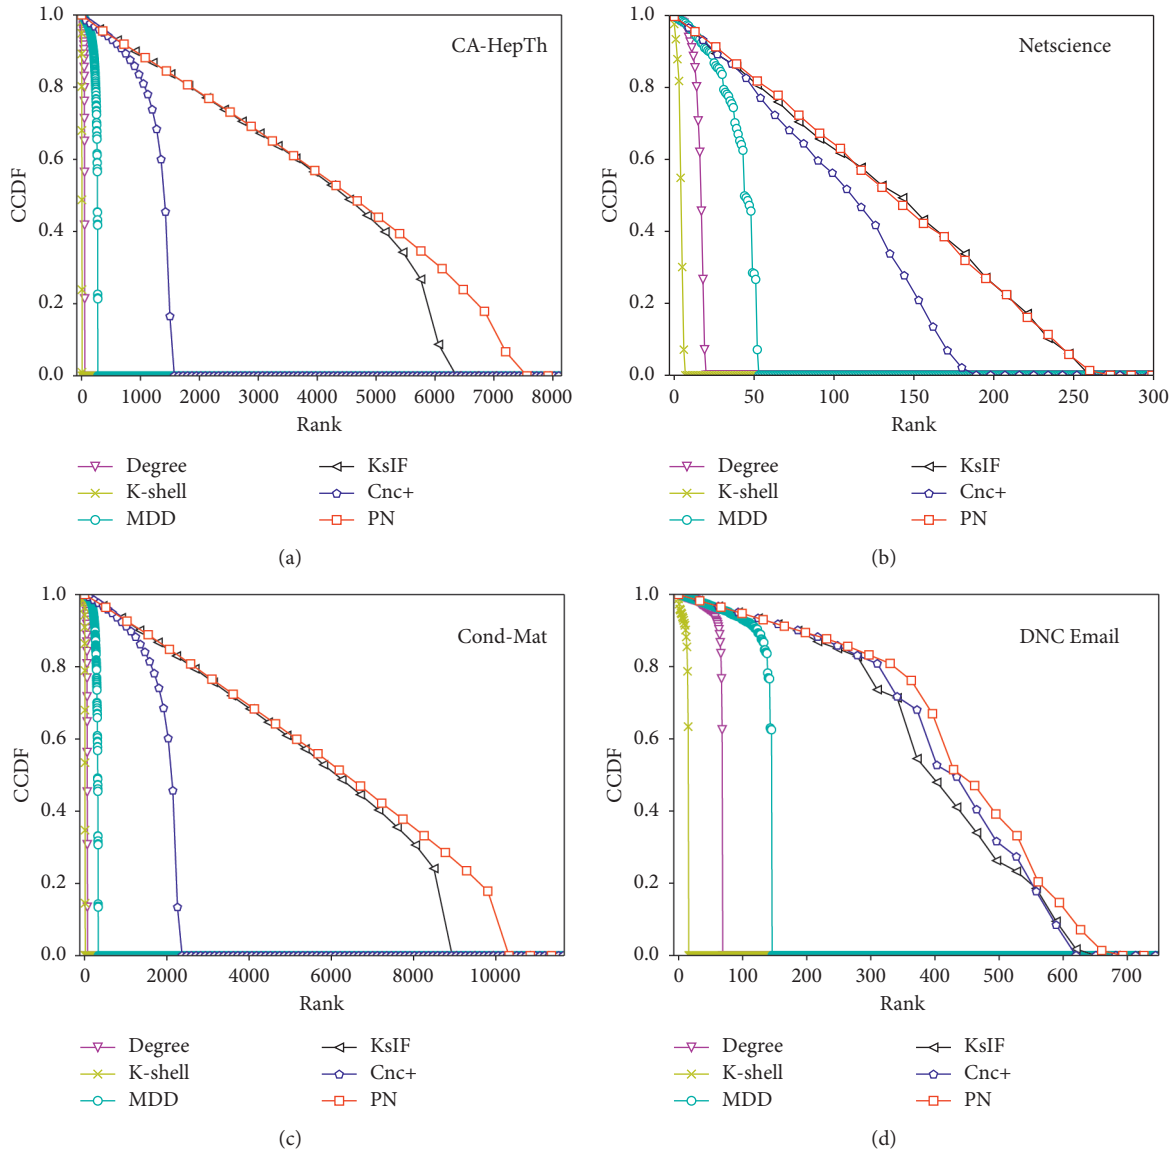 1.0
0.8
0.6
0.4
0.2
0.0
CCDF
CA-HepTh
0 1000 2000 3000 4000 5000 6000 7000 8000
Rank
Degree KsIF
K-shell Cnc+
MDD PN
(a)
1.0
0.8
0.6
0.4
0.2
0.0
CCDF
Netscience
0 50 100 150 200 250 300
Rank
Degree KsIF
K-shell Cnc+
MDD PN
(b)
1.0
0.8
0.6
0.4
0.2
0.0
CCDF
Cond-Mat
0 2000 4000 6000 8000 10000
Rank
Degree KsIF
K-shell Cnc+
MDD PN
(c)
1.0
0.8
0.6
0.4
0.2
0.0
CCDF
DNC Email
0 100 200 300 400 500 600 700
Rank
Degree KsIF
K-shell Cnc+
MDD PN
(d)